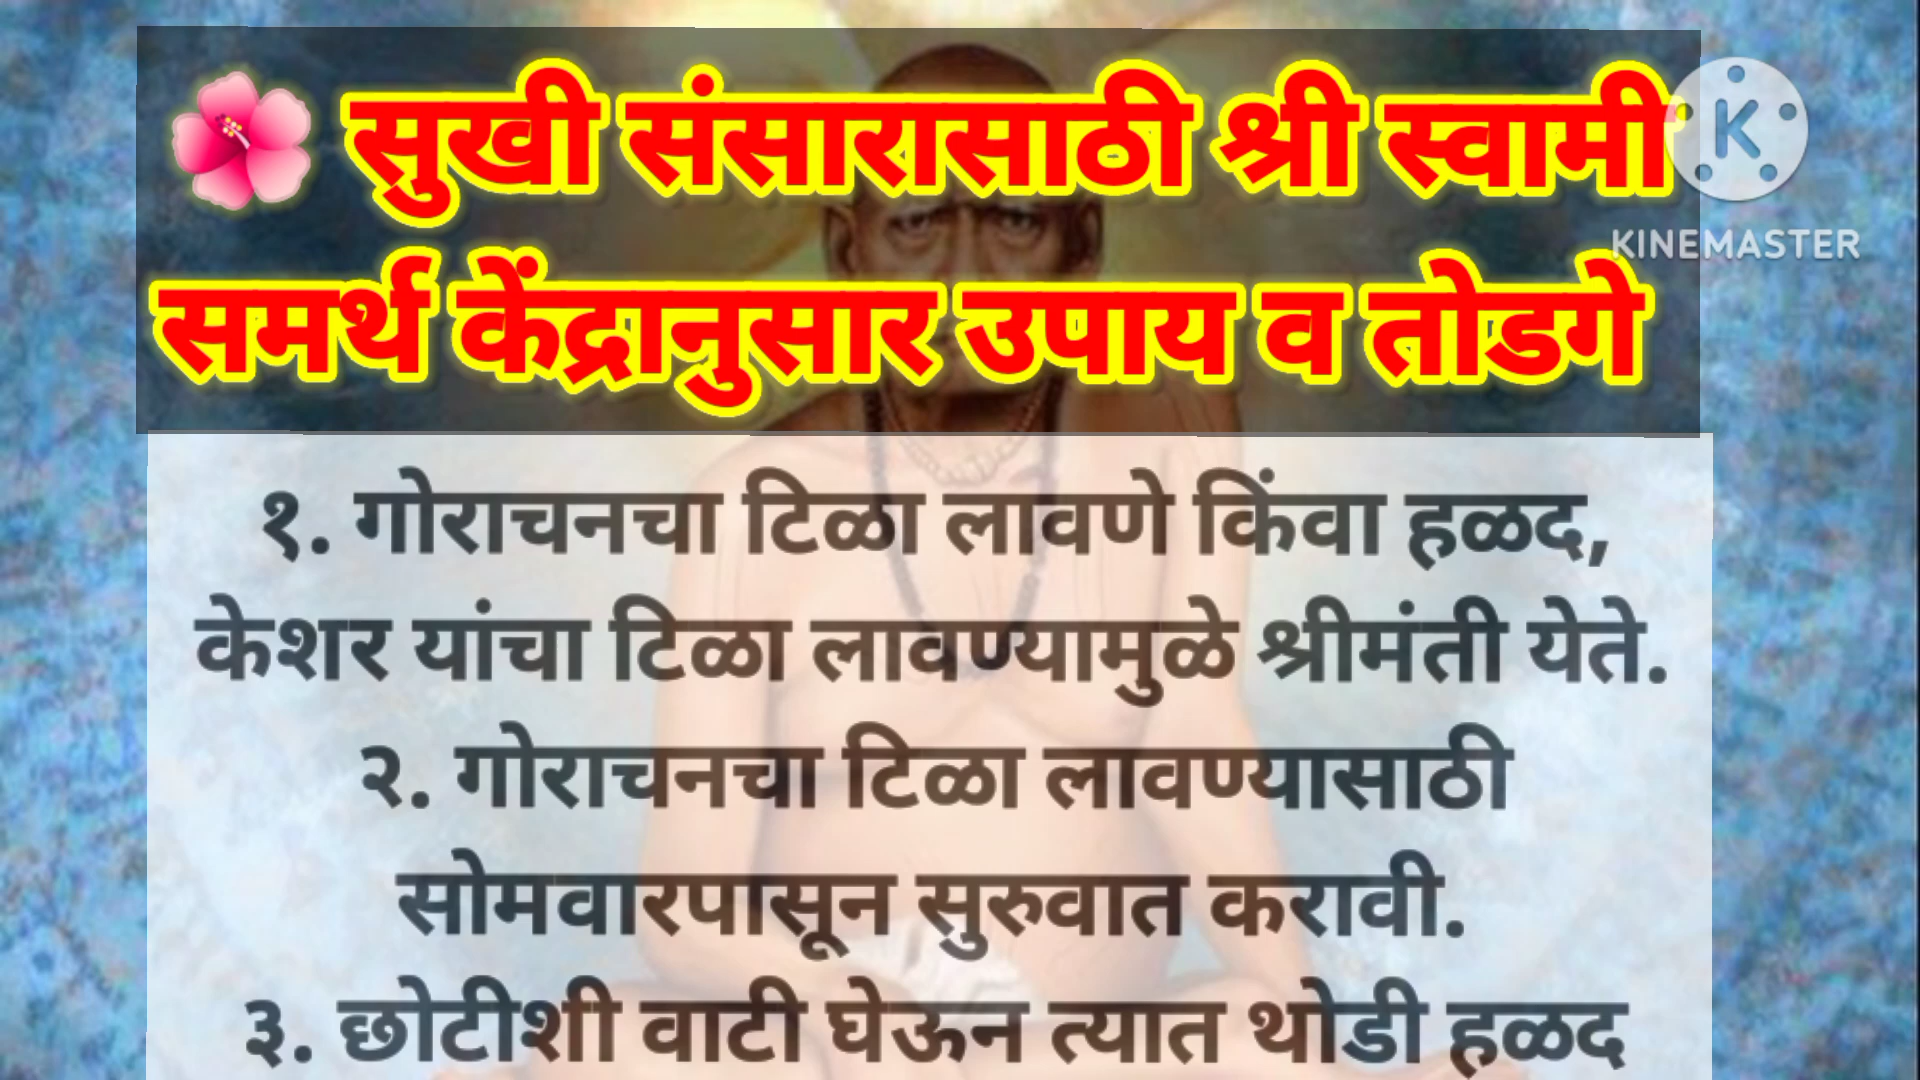 🌺 सुखी संसारासाठी श्री स्वामी
समर्थ केंद्रानुसार उपाय व तोडगे
K
KINEMASTER
१. गोराचनचा टिळा लावणे किंवा हळद,
केशर यांचा टिळा लावण्यामुळे श्रीमंती येते.
२. गोराचनचा टिळा लावण्यासाठी
सोमवारपासून सुरुवात करावी.
३. छोटीशी वाटी घेऊन त्यात थोडी हळद